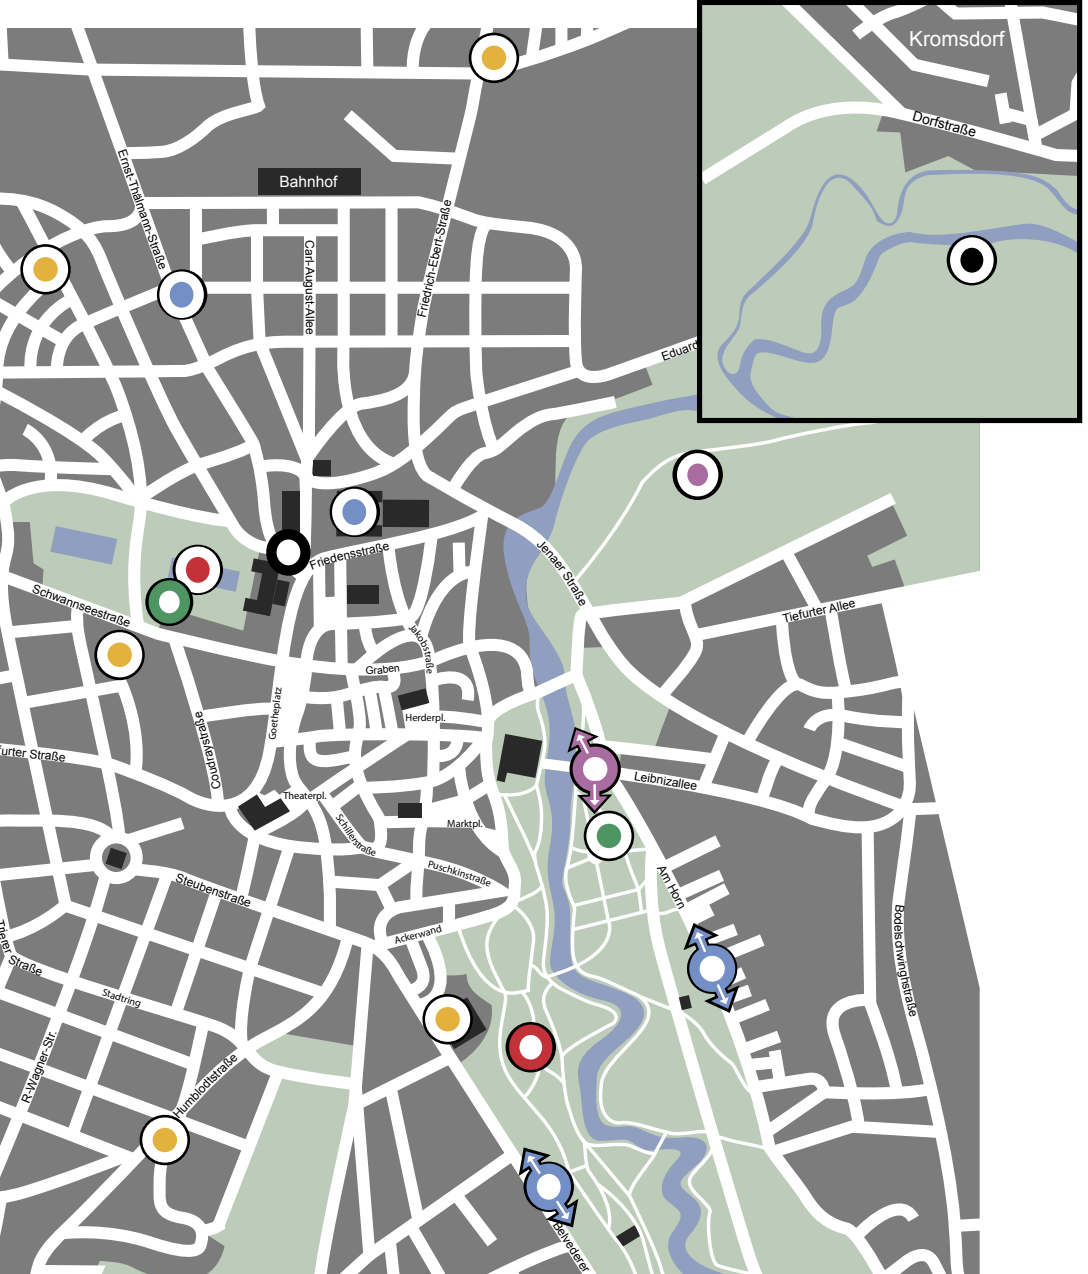 Kromsdorf
Dorfstraße
Ernst-Thälmann-Straße
Bahnhof
Carl-August-Allee
Friedrich-Ebert-Straße
Eduard
Friedensstraße
Jenaer Straße
Schwannseestraße
Tiefurter Allee
Jakobstraße
Graben
Goetheplatz
Herderpl.
Coudraystraße
furter Straße
Leibnizallee
Theaterpl.
Schillerstraße
Marktpl.
Puschkinstraße
Am Horn
Steubenstraße
Ackerwand
Bodelschwinghstraße
Trierer Straße
Stadtring
R-Wagner-Str.
Humblodtstraße
Belvederer